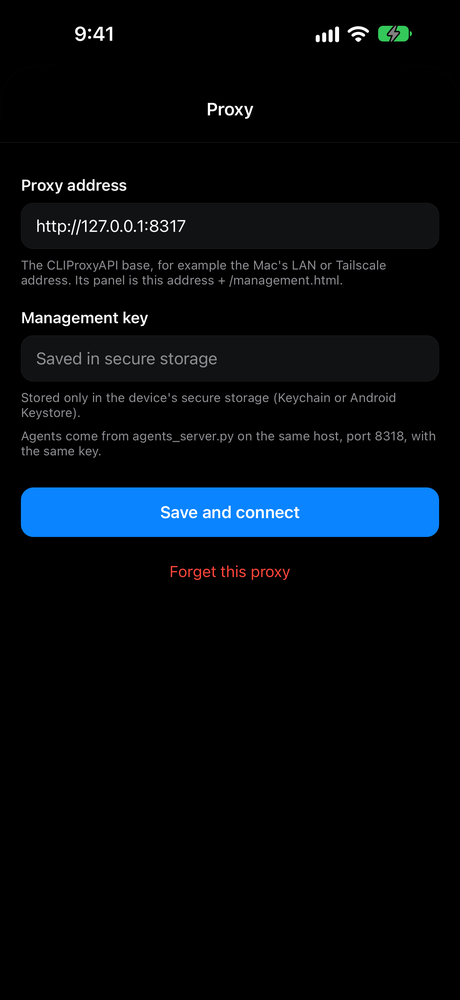 9:41
Proxy
Proxy address
http://127.0.0.1:8317
The CLIProxyAPI base, for example the Mac's LAN or Tailscale
address. Its panel is this address + /management.html.
Management key
Saved in secure storage
Stored only in the device's secure storage (Keychain or Android
Keystore).
Agents come from agents_server.py on the same host, port 8318, with
the same key.
Save and connect
Forget this proxy